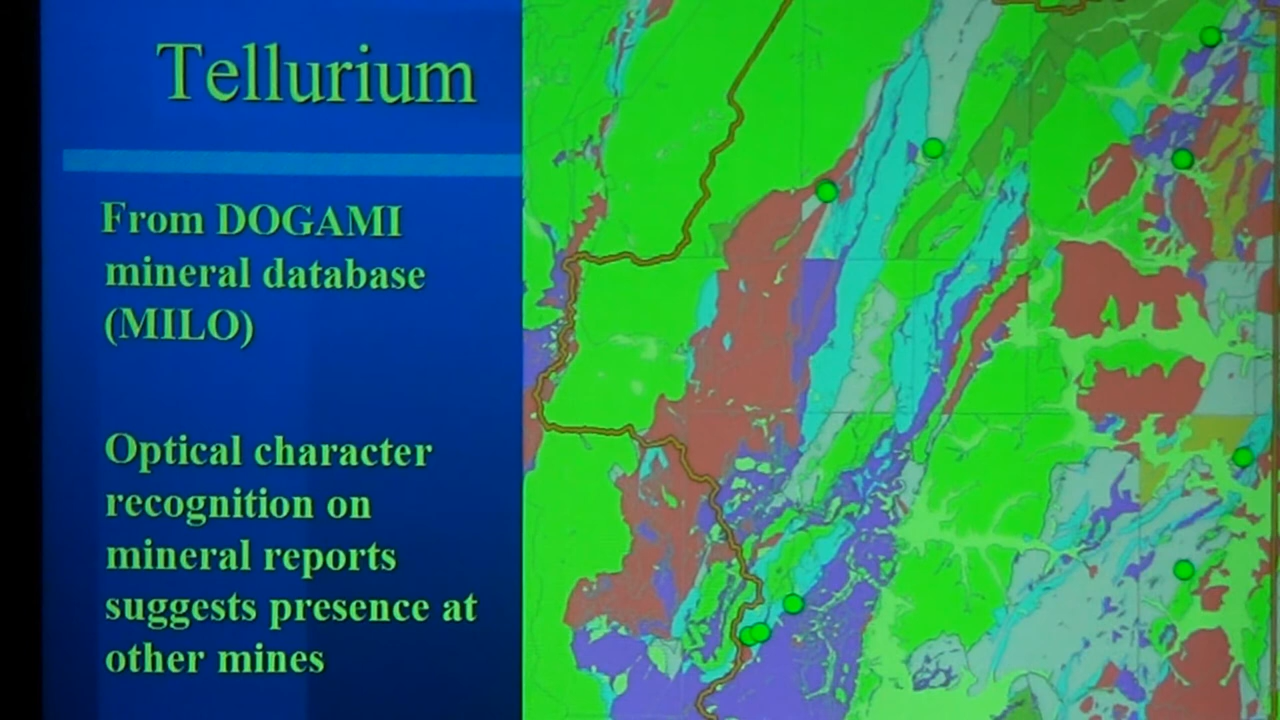 Tellurium
From DOGAMI
mineral database
(MILO)
Optical character
recognition on
mineral reports
suggests presence at
other mines